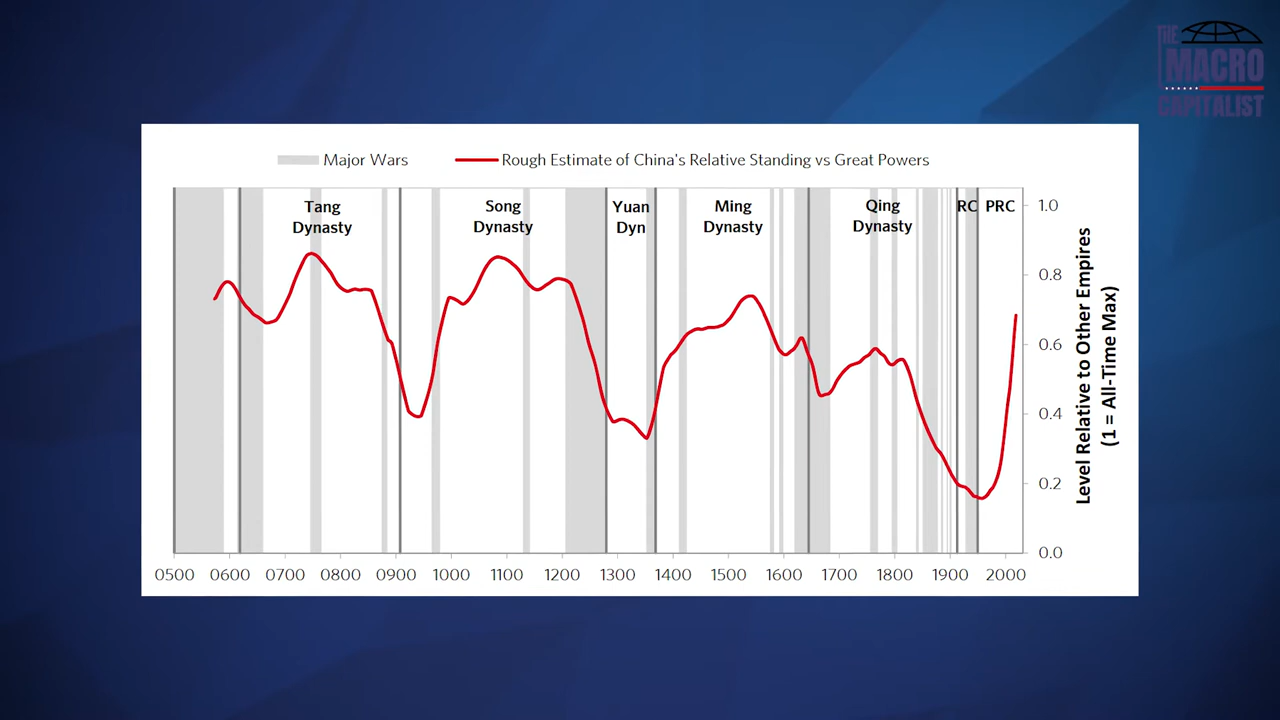 THE
MACRO
CAPITALIST
Major Wars
Rough Estimate of China's Relative Standing vs Great Powers
Tang
Dynasty
Song
Dynasty
Yuan
Dyn
Ming
Dynasty
Qing
Dynasty
RC
PRC
1.0
0.8
0.6
0.4
0.2
0.0
Level Relative to Other Empires
(1 = All-Time Max)
0500 0600 0700 0800 0900 1000 1100 1200 1300 1400 1500 1600 1700 1800 1900 2000